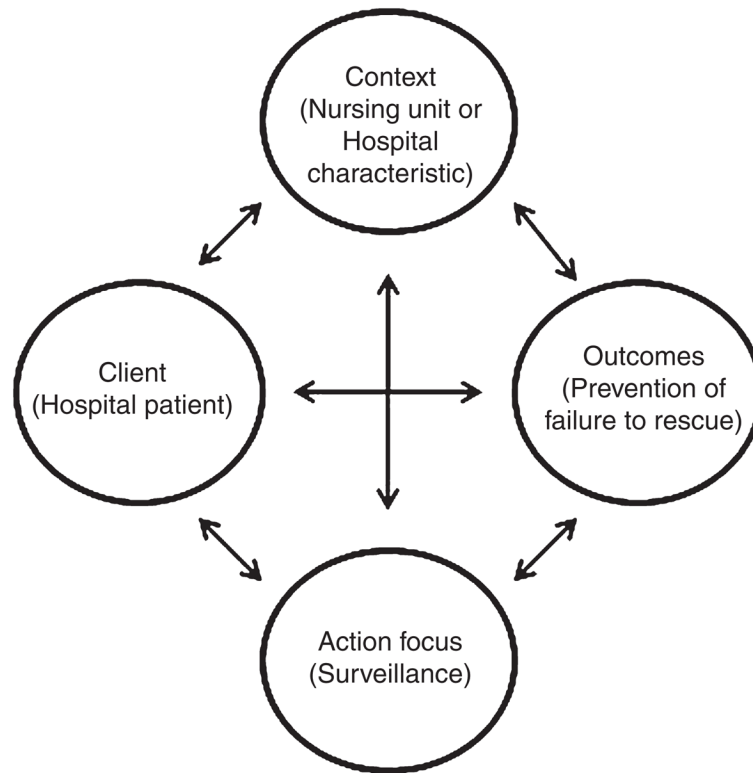 Context
(Nursing unit or
Hospital
characteristic)
Client
(Hospital patient)
Outcomes
(Prevention of
failure to rescue)
Action focus
(Surveillance)